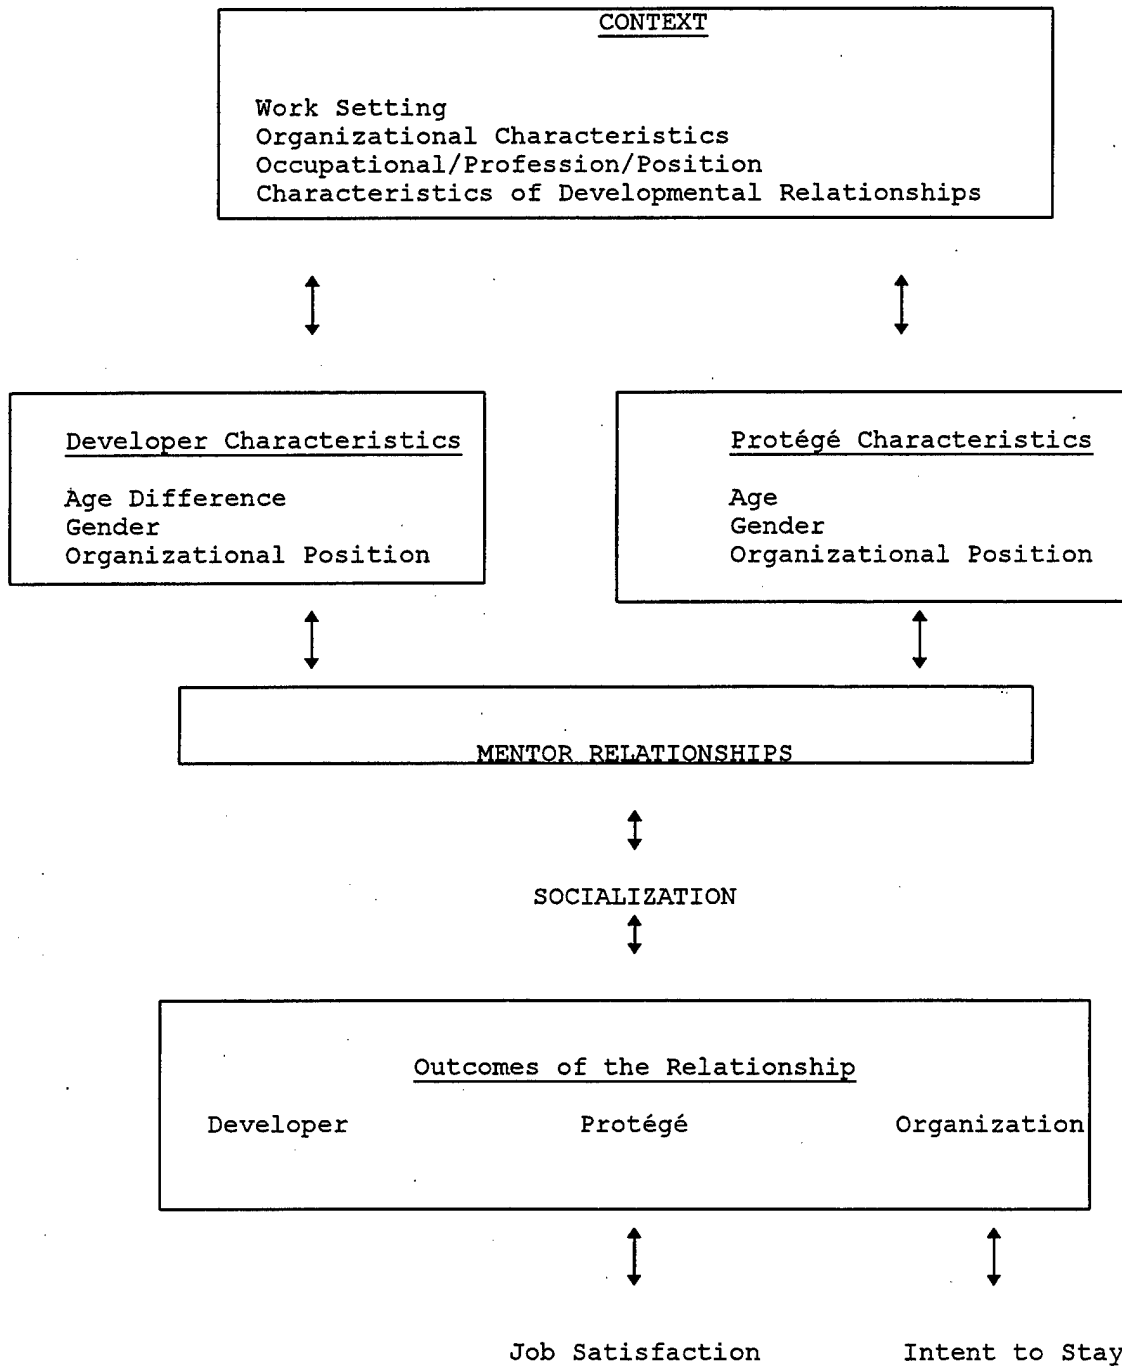 CONTEXT
Work Setting
Organizational Characteristics
Occupational/Profession/Position
Characteristics of Developmental Relationships
Developer Characteristics
Age Difference
Gender
Organizational Position
Protégé Characteristics
Age
Gender
Organizational Position
MENTOR RELATIONSHIPS
SOCIALIZATION
Outcomes of the Relationship
Developer Protégé Organization
Job Satisfaction Intent to Stay